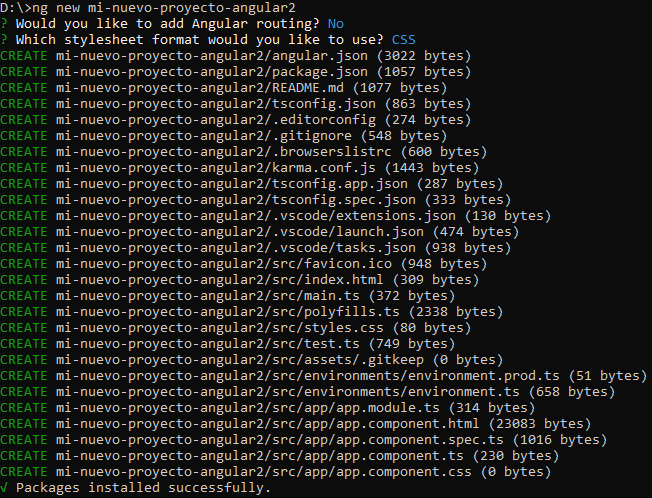 D:\>ng new mi-nuevo-proyecto-angular2
? Would you like to add Angular routing? No
? Which stylesheet format would you like to use? CSS
CREATE mi-nuevo-proyecto-angular2/angular.json (3022 bytes)
CREATE mi-nuevo-proyecto-angular2/package.json (1057 bytes)
CREATE mi-nuevo-proyecto-angular2/README.md (1077 bytes)
CREATE mi-nuevo-proyecto-angular2/tsconfig.json (863 bytes)
CREATE mi-nuevo-proyecto-angular2/.editorconfig (274 bytes)
CREATE mi-nuevo-proyecto-angular2/.gitignore (548 bytes)
CREATE mi-nuevo-proyecto-angular2/.browserslistrc (600 bytes)
CREATE mi-nuevo-proyecto-angular2/karma.conf.js (1443 bytes)
CREATE mi-nuevo-proyecto-angular2/tsconfig.app.json (287 bytes)
CREATE mi-nuevo-proyecto-angular2/tsconfig.spec.json (333 bytes)
CREATE mi-nuevo-proyecto-angular2/.vscode/extensions.json (130 bytes)
CREATE mi-nuevo-proyecto-angular2/.vscode/launch.json (474 bytes)
CREATE mi-nuevo-proyecto-angular2/.vscode/tasks.json (938 bytes)
CREATE mi-nuevo-proyecto-angular2/src/favicon.ico (948 bytes)
CREATE mi-nuevo-proyecto-angular2/src/index.html (309 bytes)
CREATE mi-nuevo-proyecto-angular2/src/main.ts (372 bytes)
CREATE mi-nuevo-proyecto-angular2/src/polyfills.ts (2338 bytes)
CREATE mi-nuevo-proyecto-angular2/src/styles.css (80 bytes)
CREATE mi-nuevo-proyecto-angular2/src/test.ts (749 bytes)
CREATE mi-nuevo-proyecto-angular2/src/assets/.gitkeep (0 bytes)
CREATE mi-nuevo-proyecto-angular2/src/environments/environment.prod.ts (51 bytes)
CREATE mi-nuevo-proyecto-angular2/src/environments/environment.ts (658 bytes)
CREATE mi-nuevo-proyecto-angular2/src/app/app.module.ts (314 bytes)
CREATE mi-nuevo-proyecto-angular2/src/app/app.component.html (23083 bytes)
CREATE mi-nuevo-proyecto-angular2/src/app/app.component.spec.ts (1016 bytes)
CREATE mi-nuevo-proyecto-angular2/src/app/app.component.ts (230 bytes)
CREATE mi-nuevo-proyecto-angular2/src/app/app.component.css (0 bytes)
√ Packages installed successfully.